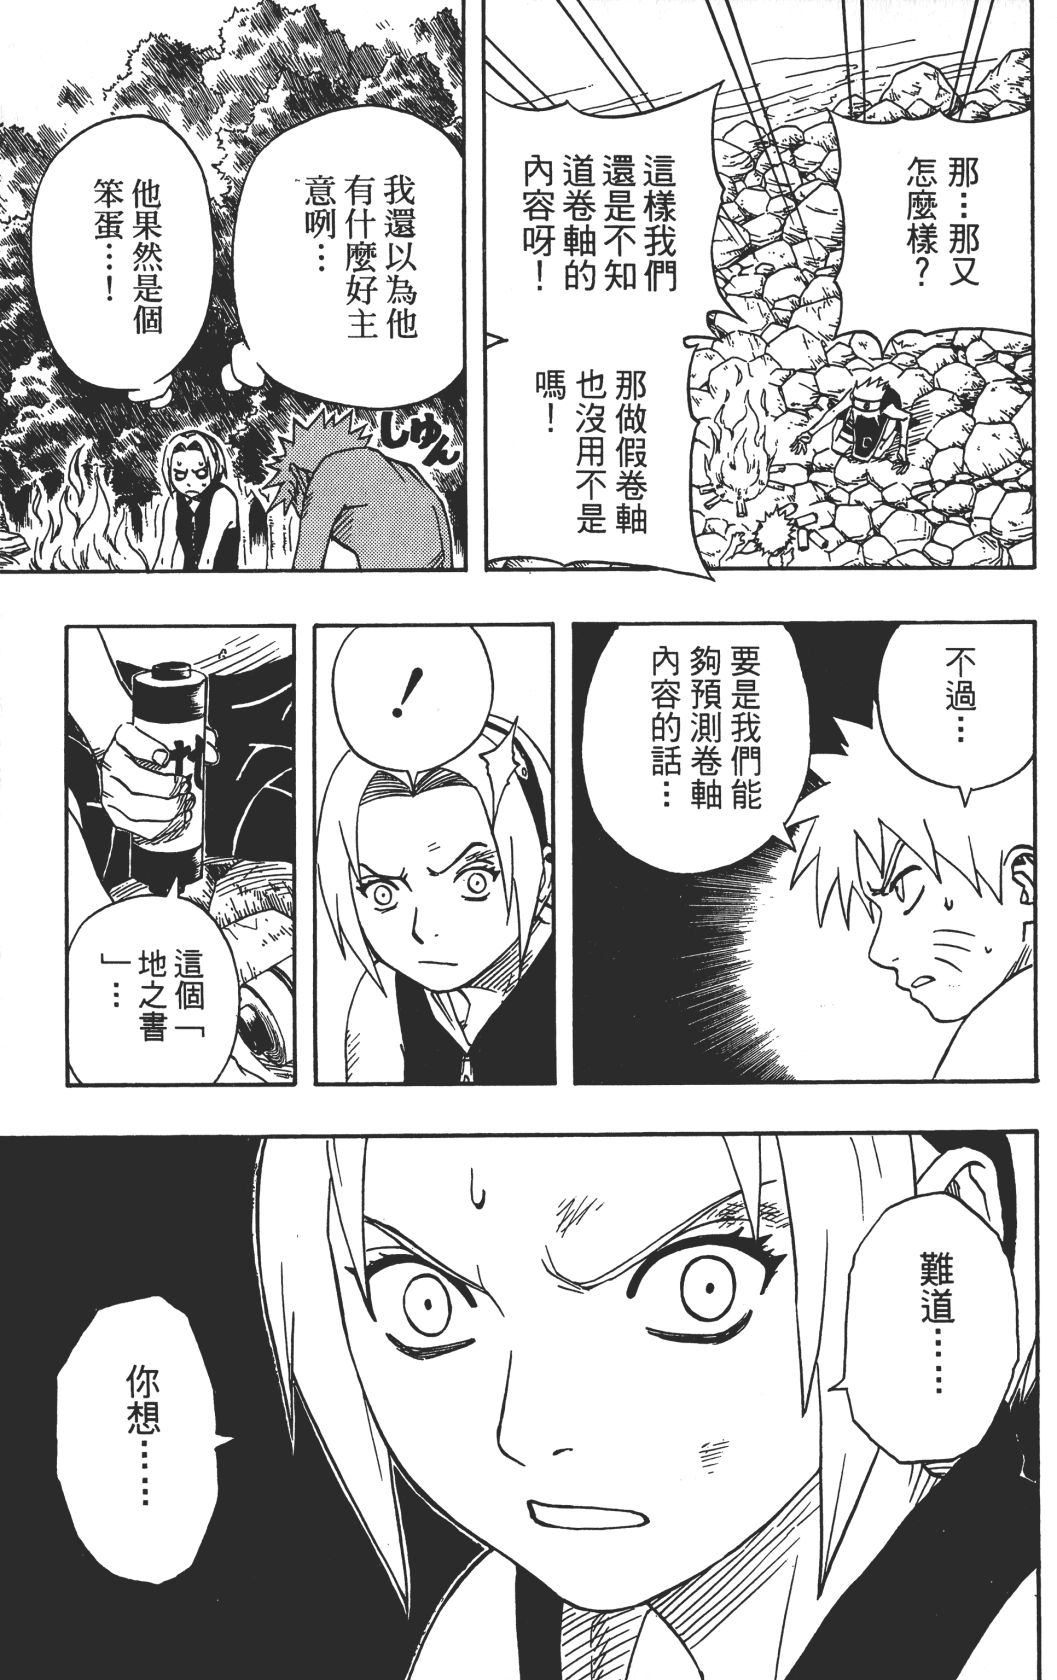 那…那又
怎麼樣?
這樣我們
還是不知
道卷軸的
內容呀!
那做假卷軸
也沒用不是
嗎!
我還以為他
有什麼好主
意咧…
他果然是個
笨蛋…!
しゅん
不過…
要是我們能
夠預測卷軸
內容的話…
!
地
這個「
地之書
」…
難道……
你想……